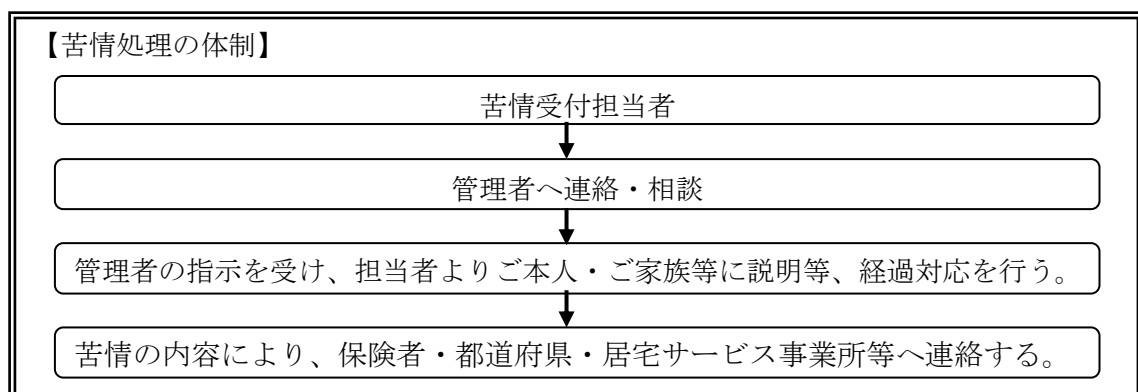 【苦情処理の体制】
苦情受付担当者
管理者へ連絡・相談
管理者の指示を受け、担当者よりご本人・ご家族等に説明等、経過対応を行う。
苦情の内容により、保険者・都道府県・居宅サービス事業所等へ連絡する。